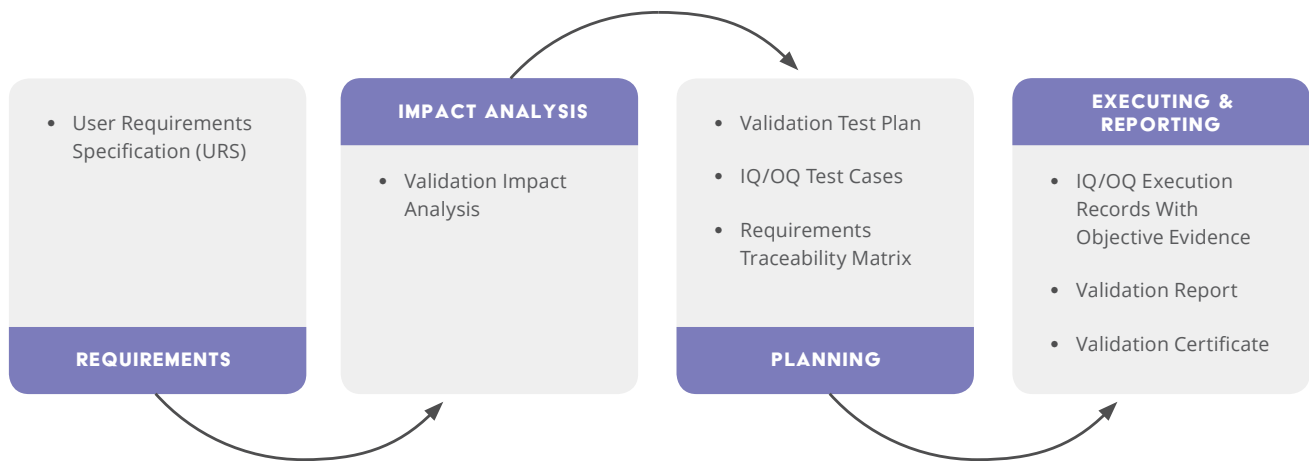 • User Requirements
Specification (URS)
REQUIREMENTS
IMPACT ANALYSIS
• Validation Impact
Analysis
• Validation Test Plan
• IQ/OQ Test Cases
• Requirements
Traceability Matrix
PLANNING
EXECUTING &
REPORTING
• IQ/OQ Execution
Records With
Objective Evidence
• Validation Report
• Validation Certificate